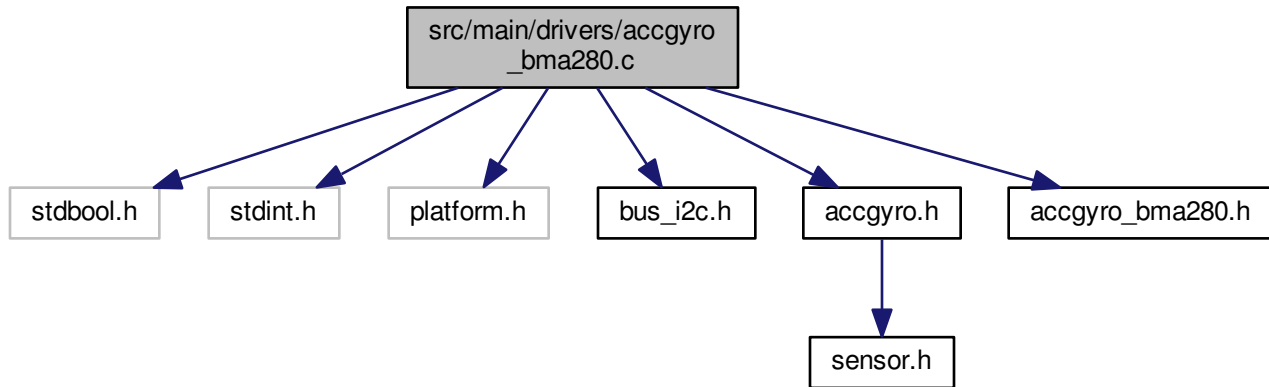 src/main/drivers/accgyro
_bma280.c
stdbool.h
stdint.h
platform.h
bus_i2c.h
accgyro.h
accgyro_bma280.h
sensor.h